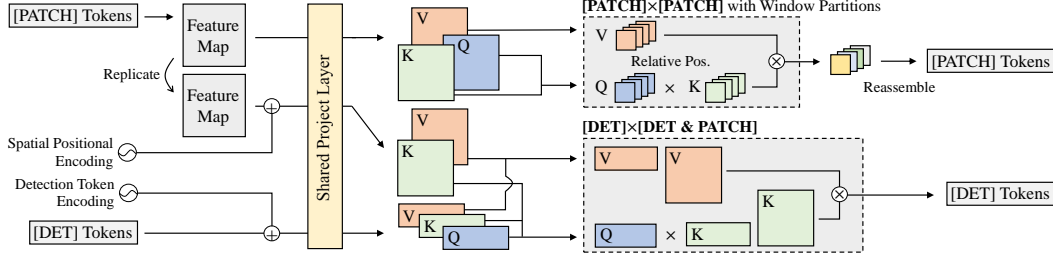 [PATCH] Tokens
Feature
Map
Replicate
Feature
Map
Spatial Positional
Encoding
Detection Token
Encoding
[DET] Tokens
Shared Project Layer
V
Q
K
V
K
V
K
Q
[PATCH]×[PATCH] with Window Partitions
V
Relative Pos.
Q
×
K
Reassemble
[PATCH] Tokens
[DET]×[DET & PATCH]
V
V
K
Q
×
K
[DET] Tokens